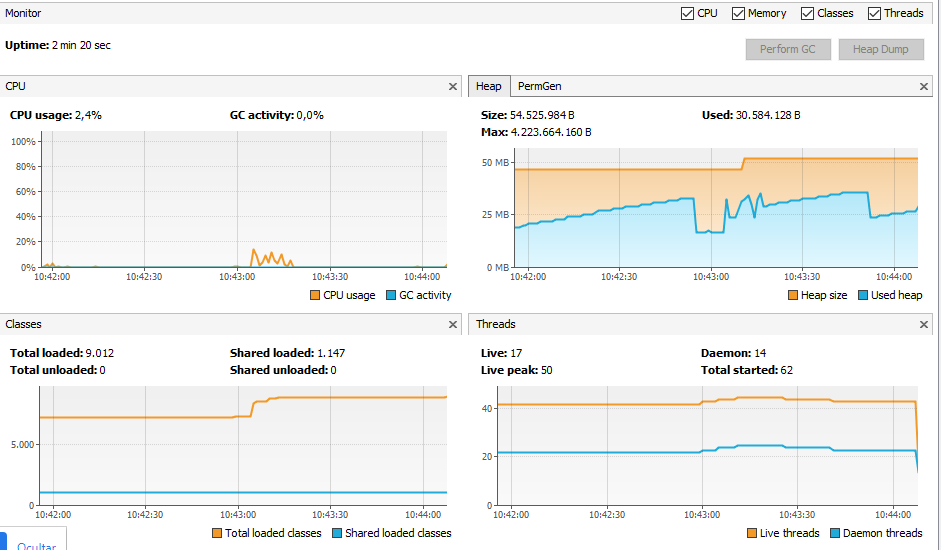 Monitor CPU Memory Classes Threads
Uptime: 2 min 20 sec Perform GC Heap Dump
CPU
CPU usage: 2,4% GC activity: 0,0%
100%
80%
60%
40%
20%
0%
10:42:00 10:42:30 10:43:00 10:43:30 10:44:00
CPU usage GC activity
Heap PermGen
Size: 54.525.984 B Used: 30.584.128 B
Max: 4.223.664.160 B
50 MB
25 MB
0 MB
10:42:00 10:42:30 10:43:00 10:43:30 10:44:00
Heap size Used heap
Classes
Total loaded: 9.012 Shared loaded: 1.147
Total unloaded: 0 Shared unloaded: 0
5.000
0
10:42:00 10:42:30 10:43:00 10:43:30 10:44:00
Total loaded classes Shared loaded classes
Threads
Live: 17 Daemon: 14
Live peak: 50 Total started: 62
40
20
0
10:42:00 10:42:30 10:43:00 10:43:30 10:44:00
Live threads Daemon threads
Ocultar